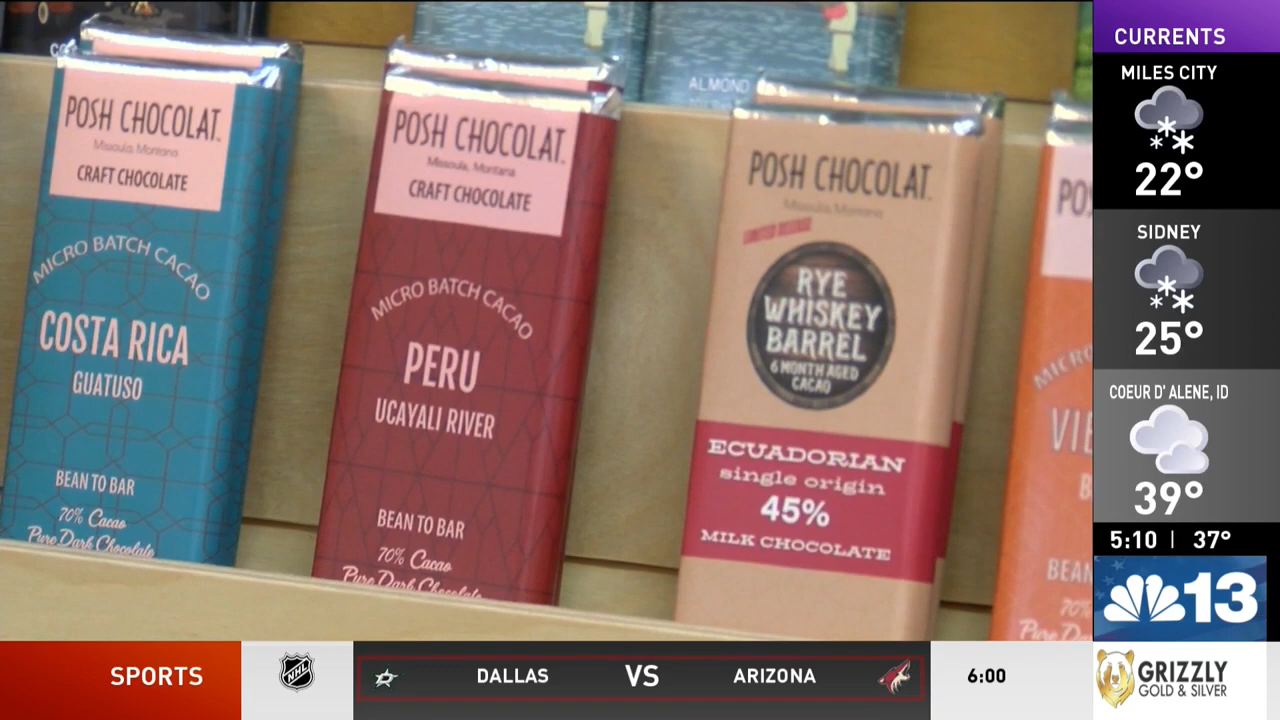 POSH CHOCOLAT
Missoula, Montana
CRAFT CHOCOLATE
MICRO BATCH CACAO
COSTA RICA
GUATUSO
BEAN TO BAR
70% Cacao
Pure Dark Chocolate
POSH CHOCOLAT
Missoula, Montana
CRAFT CHOCOLATE
MICRO BATCH CACAO
PERU
UCAYALI RIVER
BEAN TO BAR
70% Cacao
Pure Dark Chocolate
ALMOND
POSH CHOCOLAT
Missoula, Montana
LIMITED RELEASE
RYE
WHISKEY
BARREL
6 MONTH AGED
CACAO
ECUADORIAN
single origin
45%
MILK CHOCOLATE
CURRENTS
MILES CITY
22°
SIDNEY
25°
COEUR D'ALENE, ID
39°
5:10 | 37°
13
SPORTS
NHL
DALLAS VS ARIZONA
6:00
GRIZZLY
GOLD & SILVER